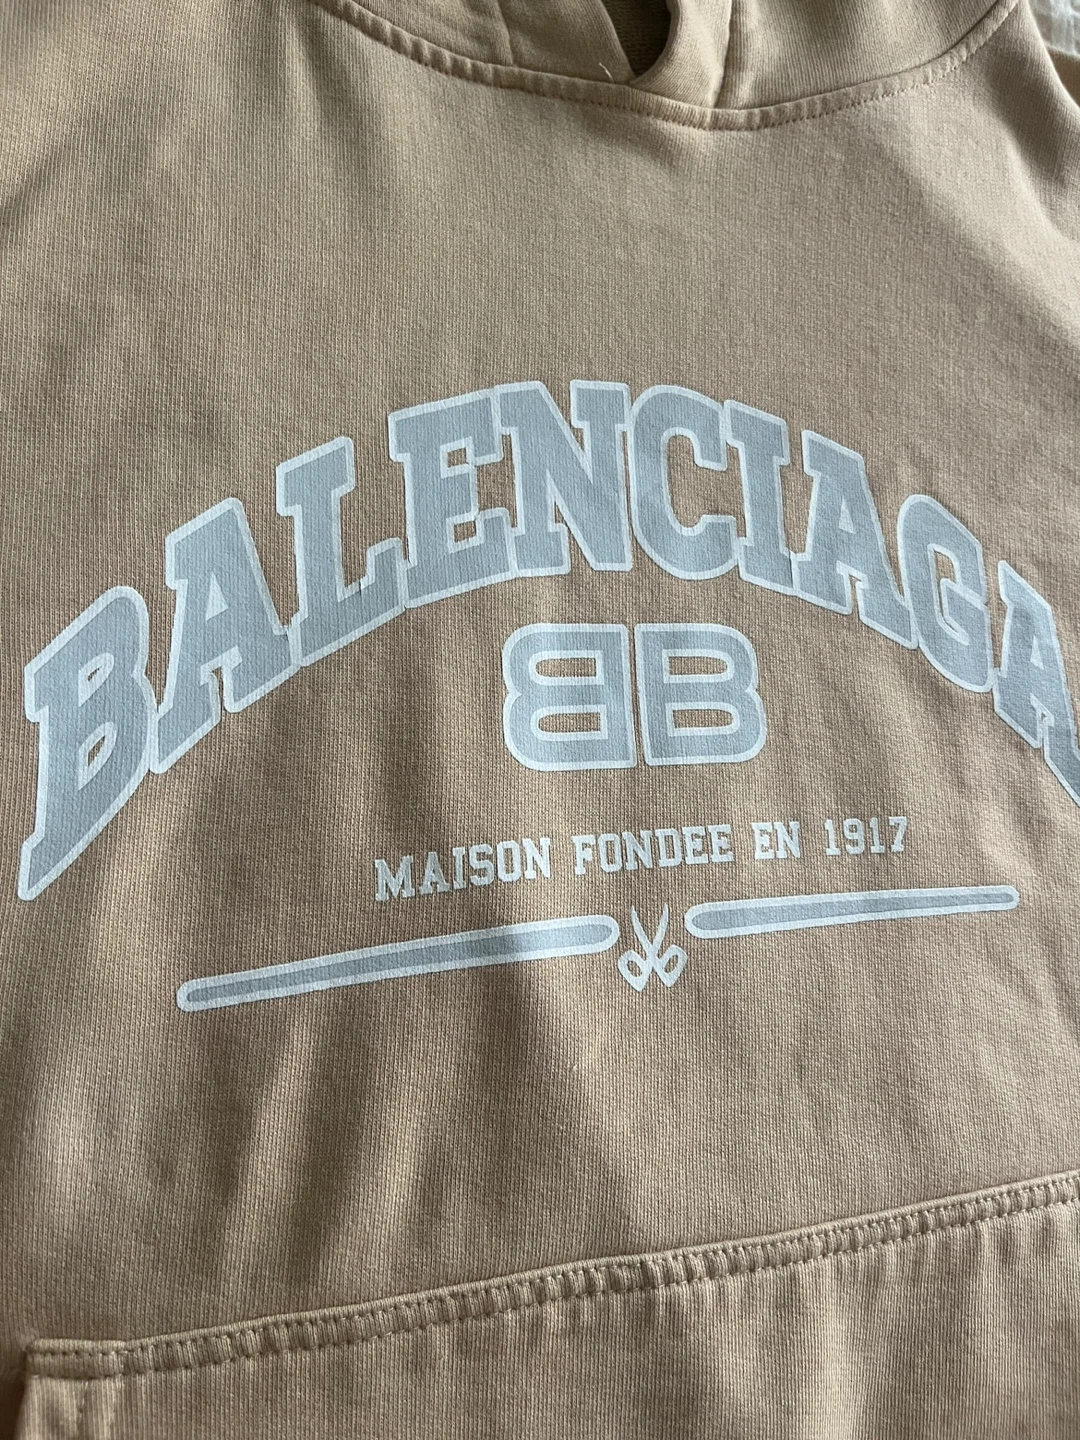 BALENCIAGA
BB
MAISON FONDEE EN 1917